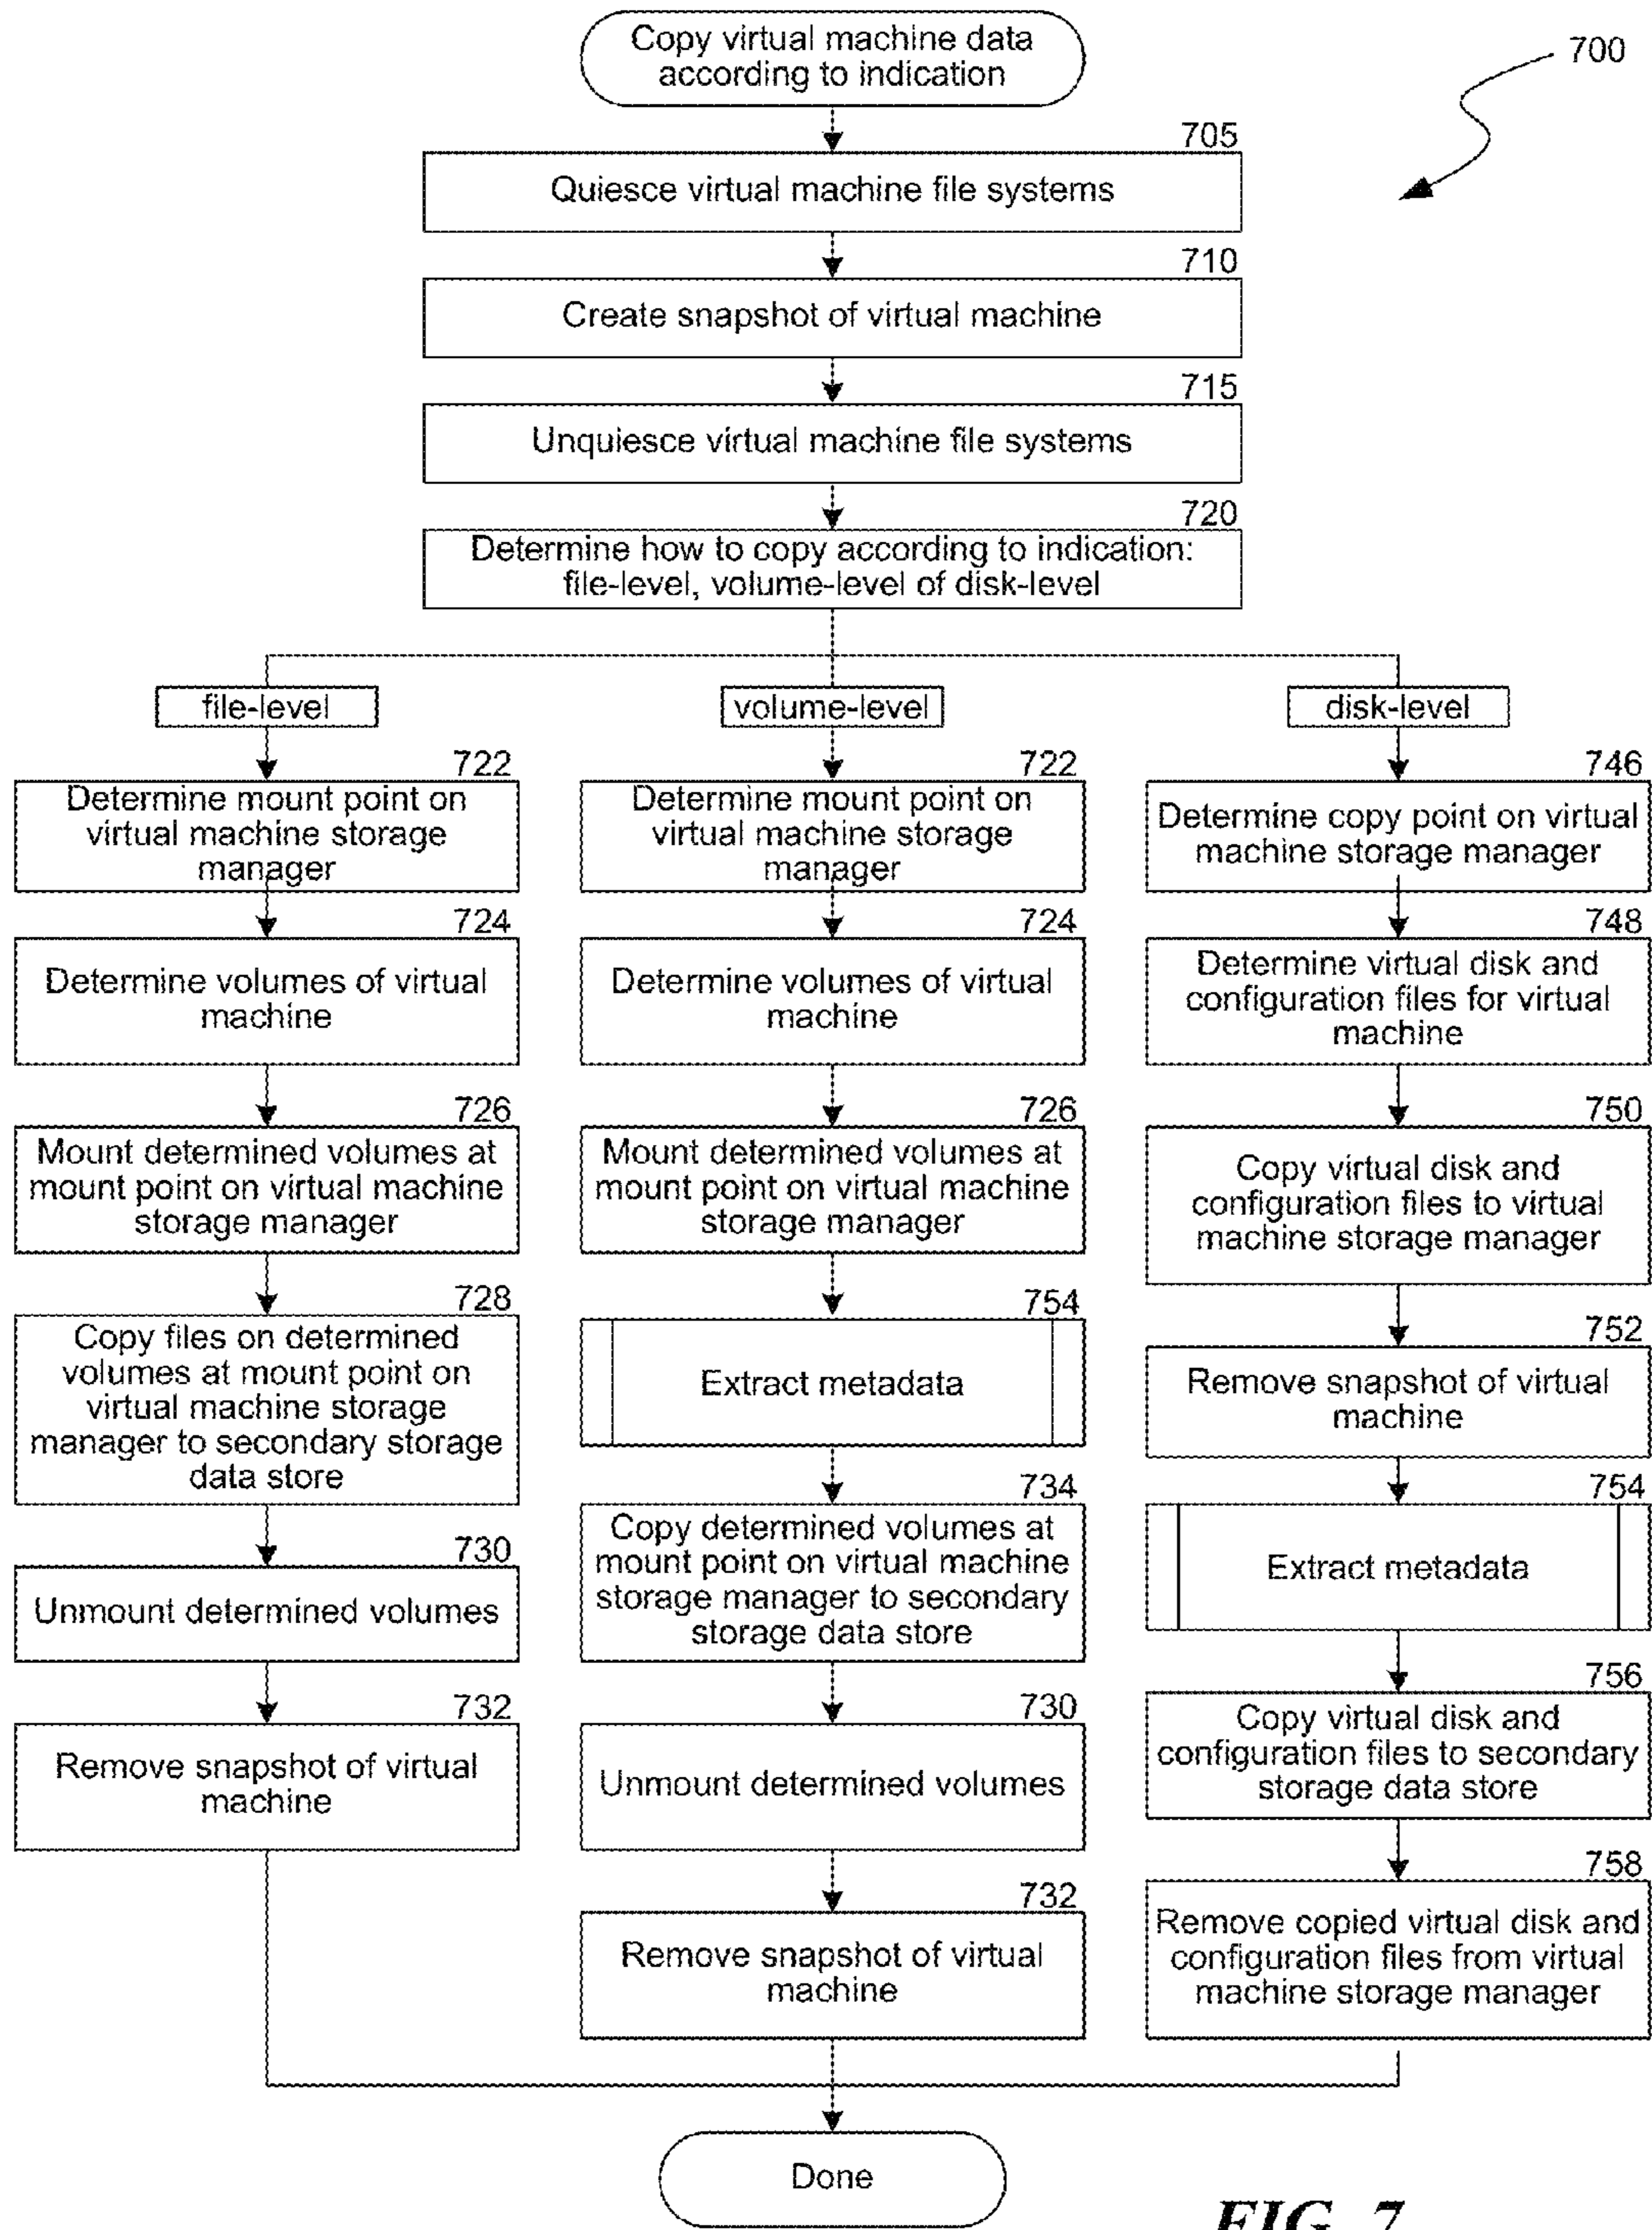 Copy virtual machine data
according to indication
700
705
Quiesce virtual machine file systems
710
Create snapshot of virtual machine
715
Unquiesce virtual machine file systems
720
Determine how to copy according to indication:
file-level, volume-level of disk-level
file-level
722
Determine mount point on
virtual machine storage
manager
724
Determine volumes of virtual
machine
726
Mount determined volumes at
mount point on virtual machine
storage manager
728
Copy files on determined
volumes at mount point on
virtual machine storage
manager to secondary storage
data store
730
Unmount determined volumes
732
Remove snapshot of virtual
machine
volume-level
722
Determine mount point on
virtual machine storage
manager
724
Determine volumes of virtual
machine
726
Mount determined volumes at
mount point on virtual machine
storage manager
754
Extract metadata
734
Copy determined volumes at
mount point on virtual machine
storage manager to secondary
storage data store
730
Unmount determined volumes
732
Remove snapshot of virtual
machine
disk-level
746
Determine copy point on virtual
machine storage manager
748
Determine virtual disk and
configuration files for virtual
machine
750
Copy virtual disk and
configuration files to virtual
machine storage manager
752
Remove snapshot of virtual
machine
754
Extract metadata
756
Copy virtual disk and
configuration files to secondary
storage data store
758
Remove copied virtual disk and
configuration files from virtual
machine storage manager
Done
FIG. 7